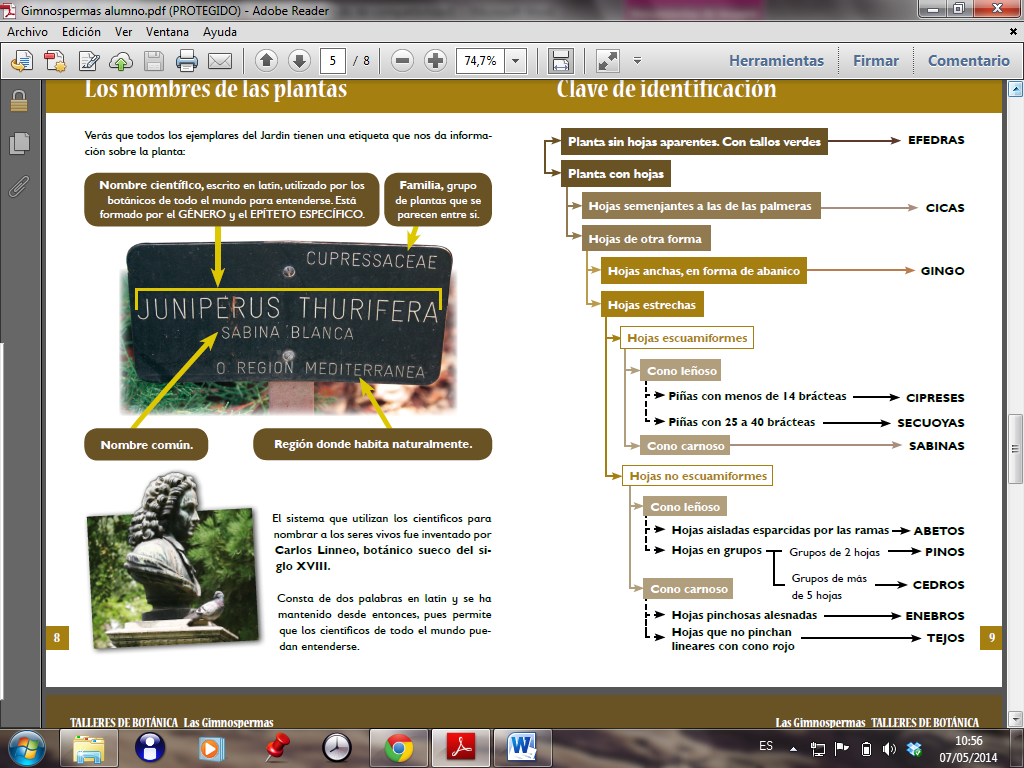 Gimnospermas alumno.pdf (PROTEGIDO) - Adobe Reader
Archivo Edición Ver Ventana Ayuda
5 / 8 74,7% Herramientas Firmar Comentario
Los nombres de las plantas
Verás que todos los ejemplares del Jardín tienen una etiqueta que nos da informa-
ción sobre la planta:
Nombre científico, escrito en latín, utilizado por los
botánicos de todo el mundo para entenderse. Está
formado por el GÉNERO y el EPÍTETO ESPECÍFICO.
Familia, grupo
de plantas que se
parecen entre sí.
CUPRESSACEAE
JUNIPERUS THURIFERA
SABINA BLANCA
O REGION MEDITERRANEA
Nombre común.
Región donde habita naturalmente.
El sistema que utilizan los científicos para
nombrar a los seres vivos fue inventado por
Carlos Linneo, botánico sueco del si-
glo XVIII.
Consta de dos palabras en latín y se ha
mantenido desde entonces, pues permite
que los científicos de todo el mundo pue-
dan entenderse.
8
Clave de identificación
Planta sin hojas aparentes. Con tallos verdes EFEDRAS
Planta con hojas
Hojas semenjantes a las de las palmeras CICAS
Hojas de otra forma
Hojas anchas, en forma de abanico GINGO
Hojas estrechas
Hojas escuamiformes
Cono leñoso
Piñas con menos de 14 brácteas CIPRESES
Piñas con 25 a 40 brácteas SECUOYAS
Cono carnoso SABINAS
Hojas no escuamiformes
Cono leñoso
Hojas aisladas esparcidas por las ramas ABETOS
Hojas en grupos Grupos de 2 hojas PINOS
Grupos de más
de 5 hojas CEDROS
Cono carnoso
Hojas pinchosas alesnadas ENEBROS
Hojas que no pinchan
lineares con cono rojo TEJOS
9
TALLERES DE BOTÁNICA Las Gimnospermas
Las Gimnospermas TALLERES DE BOTÁNICA
ES 10:56
07/05/2014